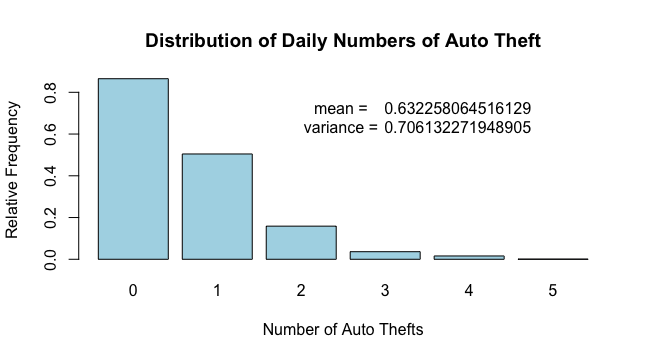 Distribution of Daily Numbers of Auto Theft
mean = 0.632258064516129
variance = 0.706132271948905
Relative Frequency
0.8
0.6
0.4
0.2
0.0
0 1 2 3 4 5
Number of Auto Thefts